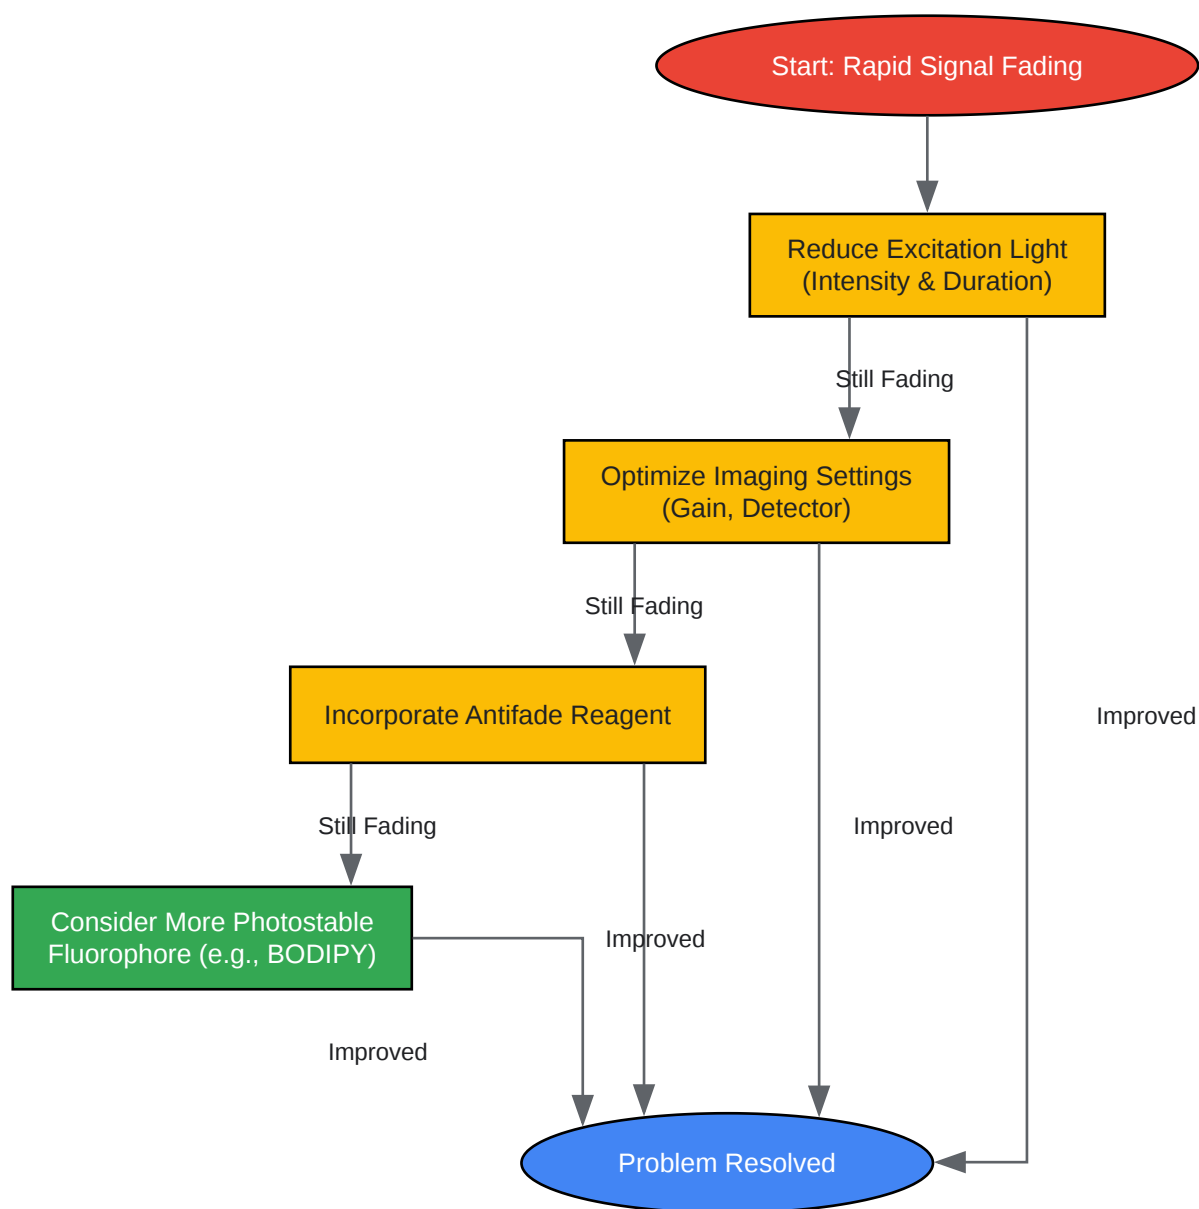 Start: Rapid Signal Fading
Reduce Excitation Light
(Intensity & Duration)
Still Fading
Optimize Imaging Settings
(Gain, Detector)
Still Fading
Incorporate Antifade Reagent
Improved
Still Fading
Improved
Consider More Photostable
Fluorophore (e.g., BODIPY)
Improved
Improved
Problem Resolved